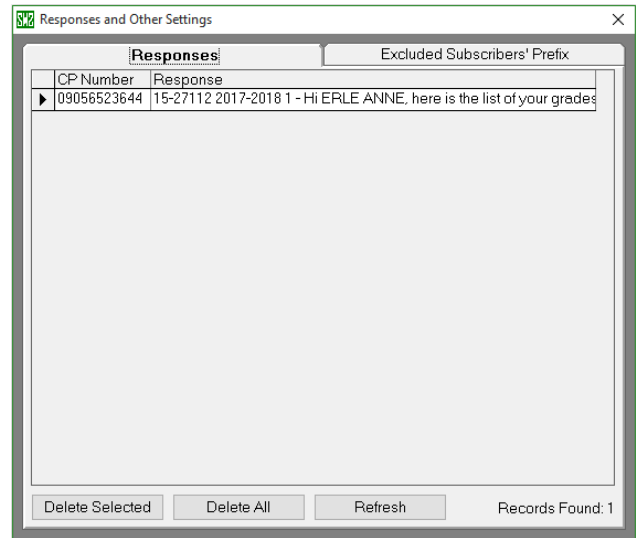 SMS Responses and Other Settings
Responses Excluded Subscribers' Prefix
CP Number Response
09056523644 15-27112 2017-2018 1 - Hi ERLE ANNE, here is the list of your grades
Delete Selected Delete All Refresh Records Found: 1